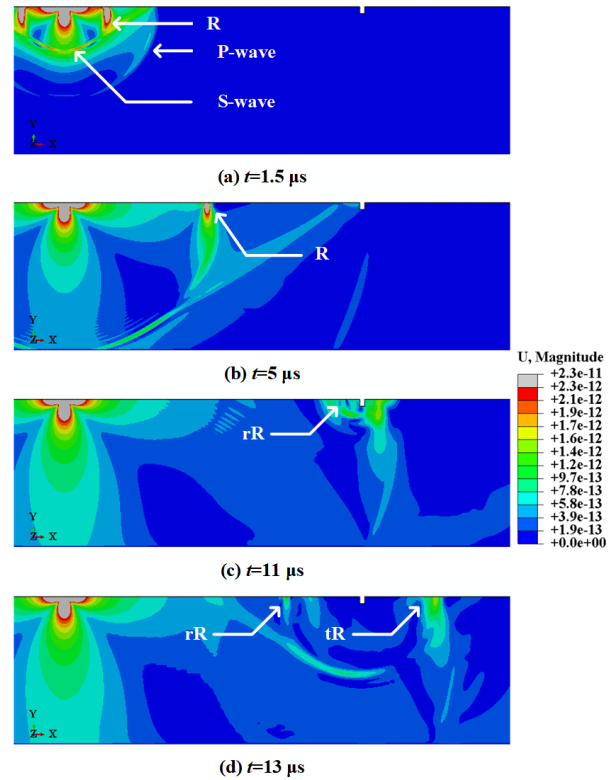 R
P-wave
S-wave
Y
Z X
(a) t=1.5 μs
R
Y
Z X
(b) t=5 μs
U, Magnitude
+2.3e-11
+2.3e-12
+2.1e-12
+1.9e-12
+1.7e-12
+1.6e-12
+1.4e-12
+1.2e-12
+9.7e-13
+7.8e-13
+5.8e-13
+3.9e-13
+1.9e-13
+0.0e+00
rR
Y
Z X
(c) t=11 μs
rR tR
Y
Z X
(d) t=13 μs